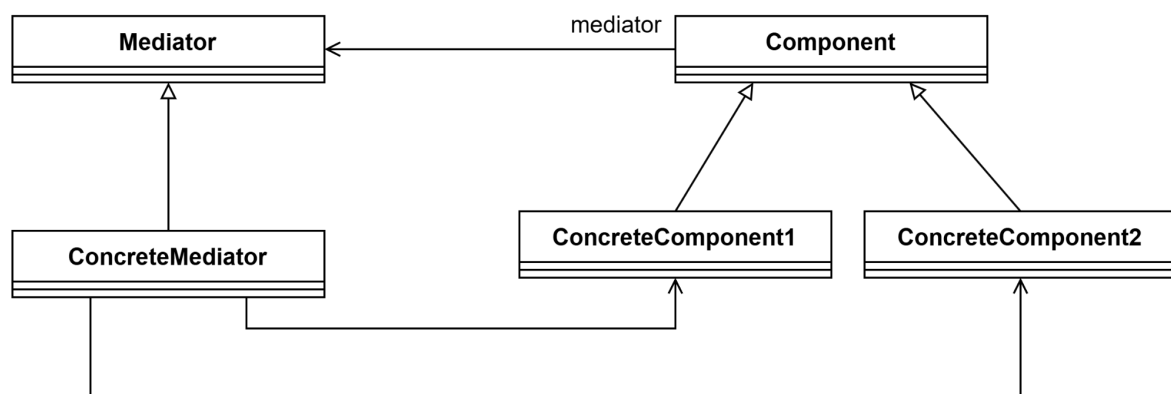 mediator
Mediator
Component
ConcreteComponent1
ConcreteComponent2
ConcreteMediator